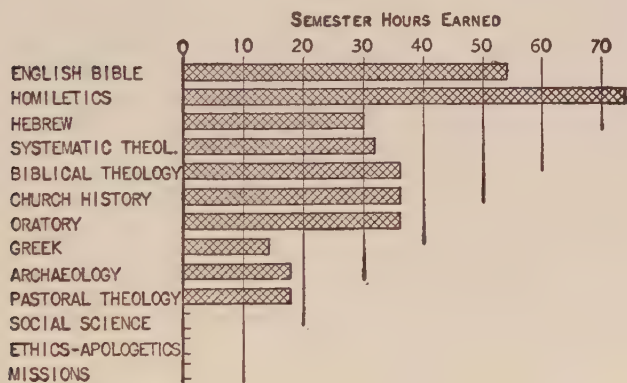 SEMESTER HOURS EARNED
0 10 20 30 40 50 60 70
ENGLISH BIBLE
HOMILETICS
HEBREW
SYSTEMATIC THEOL.
BIBLICAL THEOLOGY
CHURCH HISTORY
ORATORY
GREEK
ARCHAEOLOGY
PASTORAL THEOLOGY
SOCIAL SCIENCE
ETHICS-APOLOGETICS
MISSIONS